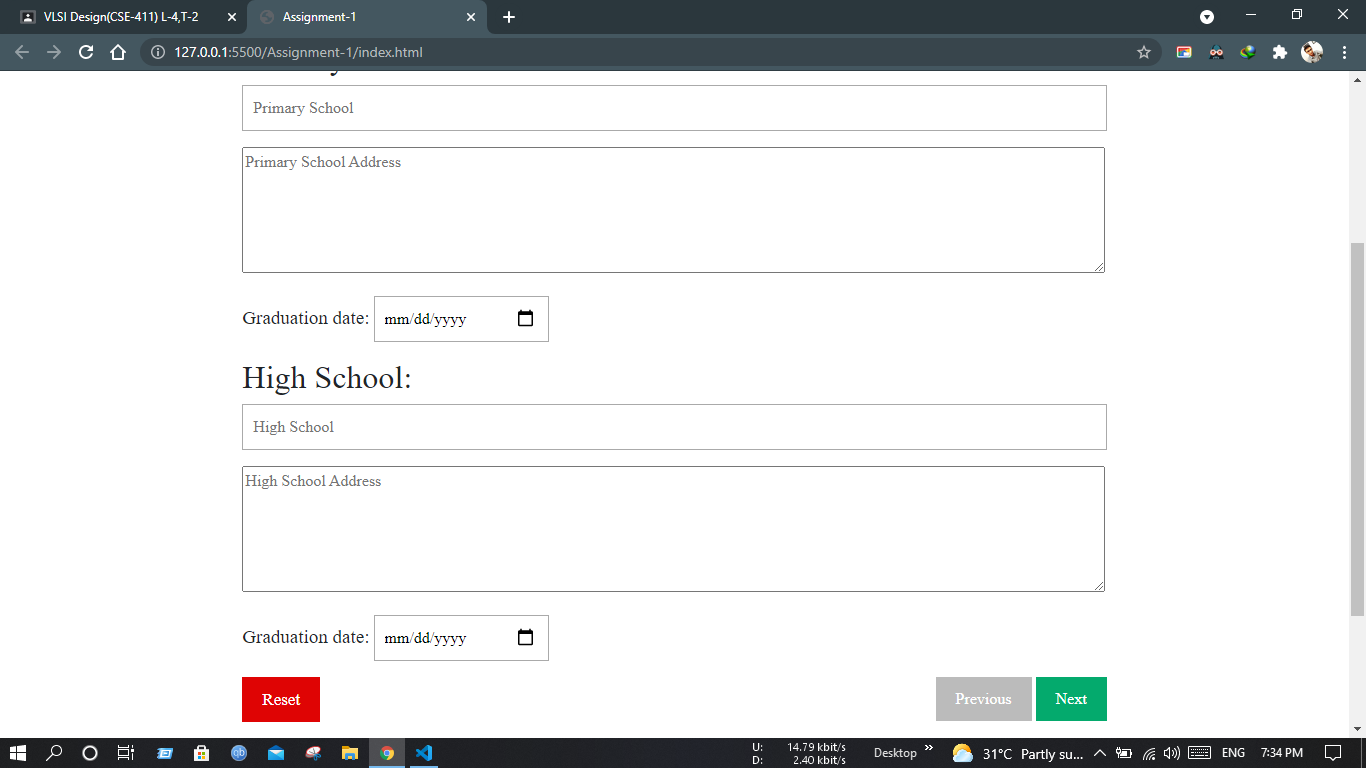 VLSI Design(CSE-411) L-4,T-2
Assignment-1
127.0.0.1:5500/Assignment-1/index.html
Primary School
Primary School Address
Graduation date: mm/dd/yyyy
High School:
High School
High School Address
Graduation date: mm/dd/yyyy
Reset Previous Next
U: 14.79 kbit/s
D: 2.40 kbit/s
Desktop » 31°C Partly su... ENG 7:34 PM